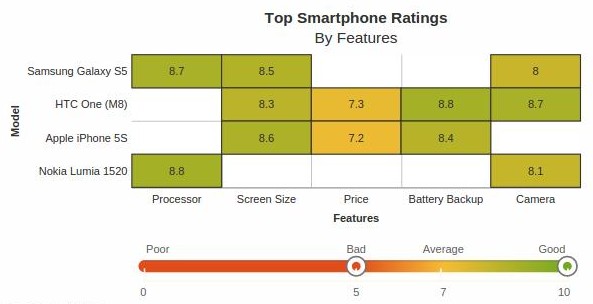 Top Smartphone Ratings
By Features
Model
Samsung Galaxy S5 8.7 8.5 8
HTC One (M8) 8.3 7.3 8.8 8.7
Apple iPhone 5S 8.6 7.2 8.4
Nokia Lumia 1520 8.8 8.1
Processor Screen Size Price Battery Backup Camera
Features
Poor Bad Average Good
0 5 7 10